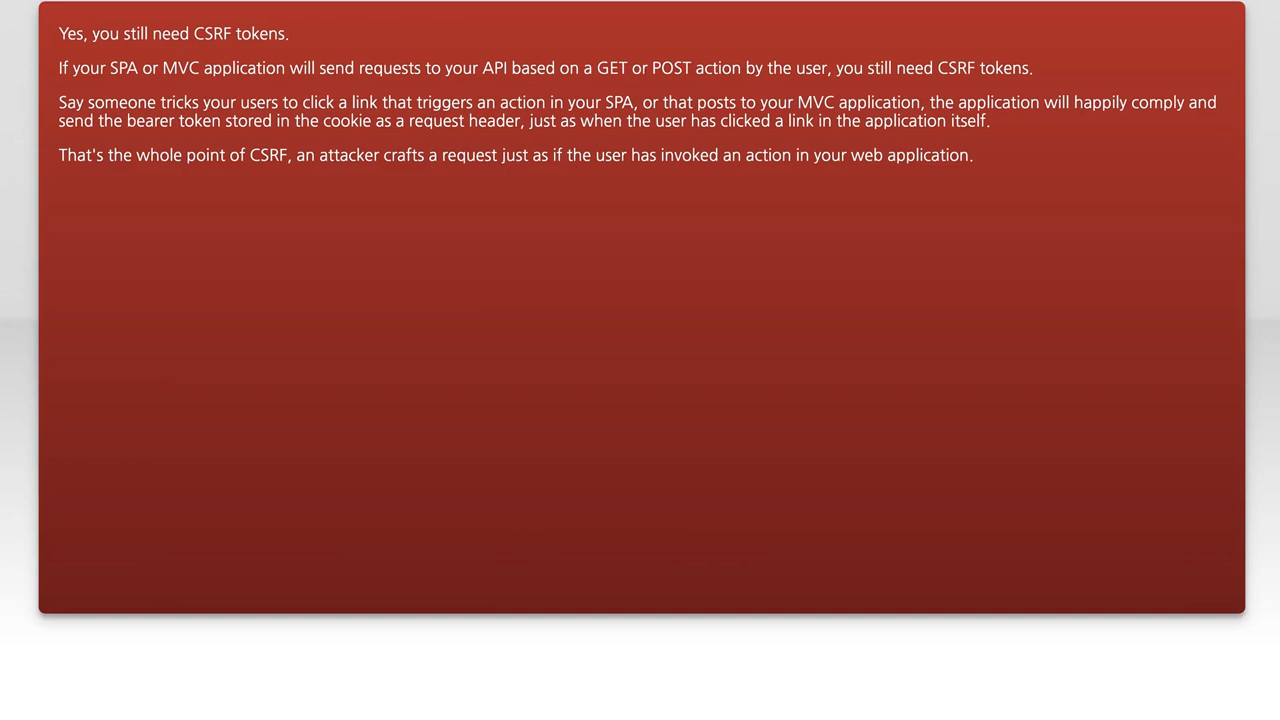 Yes, you still need CSRF tokens.
If your SPA or MVC application will send requests to your API based on a GET or POST action by the user, you still need CSRF tokens.
Say someone tricks your users to click a link that triggers an action in your SPA, or that posts to your MVC application, the application will happily comply and
send the bearer token stored in the cookie as a request header, just as when the user has clicked a link in the application itself.
That's the whole point of CSRF, an attacker crafts a request just as if the user has invoked an action in your web application.